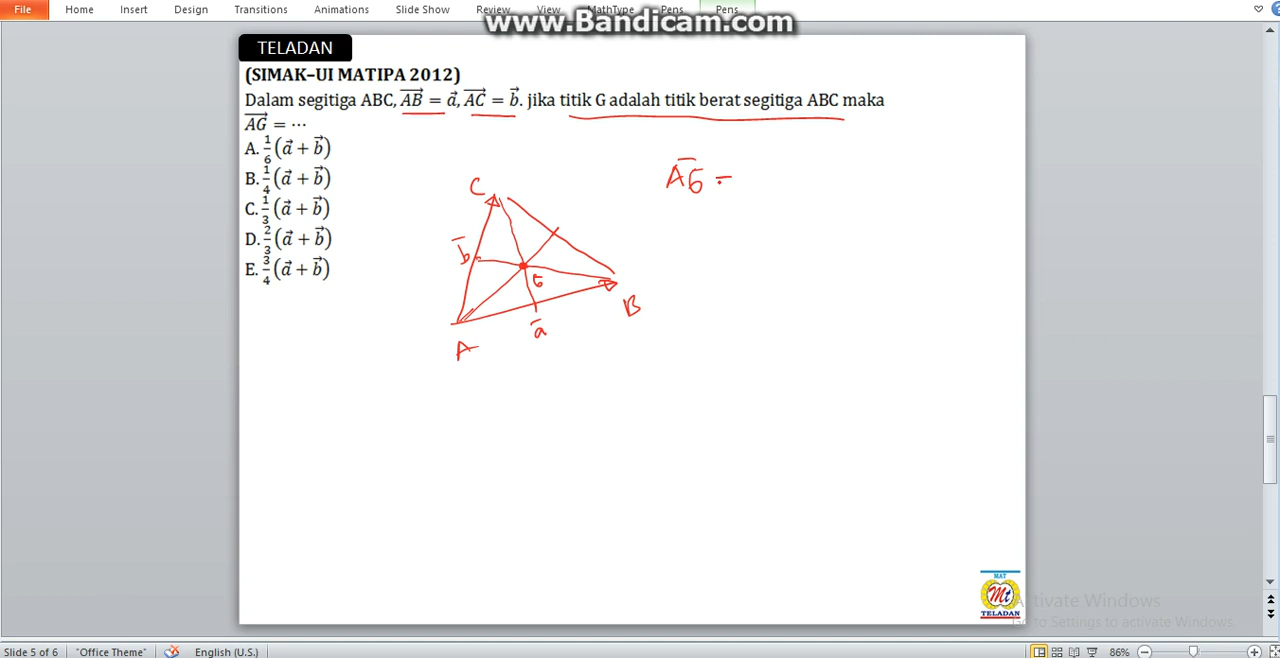 www.Bandicam.com
File Home Insert Design Transitions Animations Slide Show Review View MathType Pens Pens
TELADAN
(SIMAK–UI MATIPA 2012)
Dalam segitiga ABC, $\overrightarrow{AB} = \vec{a}$, $\overrightarrow{AC} = \vec{b}$. jika titik G adalah titik berat segitiga ABC maka
$\overrightarrow{AG} = \cdots$
A. $\frac{1}{6}(\vec{a} + \vec{b})$
B. $\frac{1}{4}(\vec{a} + \vec{b})$
C. $\frac{1}{3}(\vec{a} + \vec{b})$
D. $\frac{2}{3}(\vec{a} + \vec{b})$
E. $\frac{3}{4}(\vec{a} + \vec{b})$
$\overline{AG} =$
C
$\overline{b}$
G
B
$\overline{a}$
A
MAT
Mt
TELADAN
Activate Windows
Go to Settings to activate Windows.
Slide 5 of 6 "Office Theme" English (U.S.) 86%